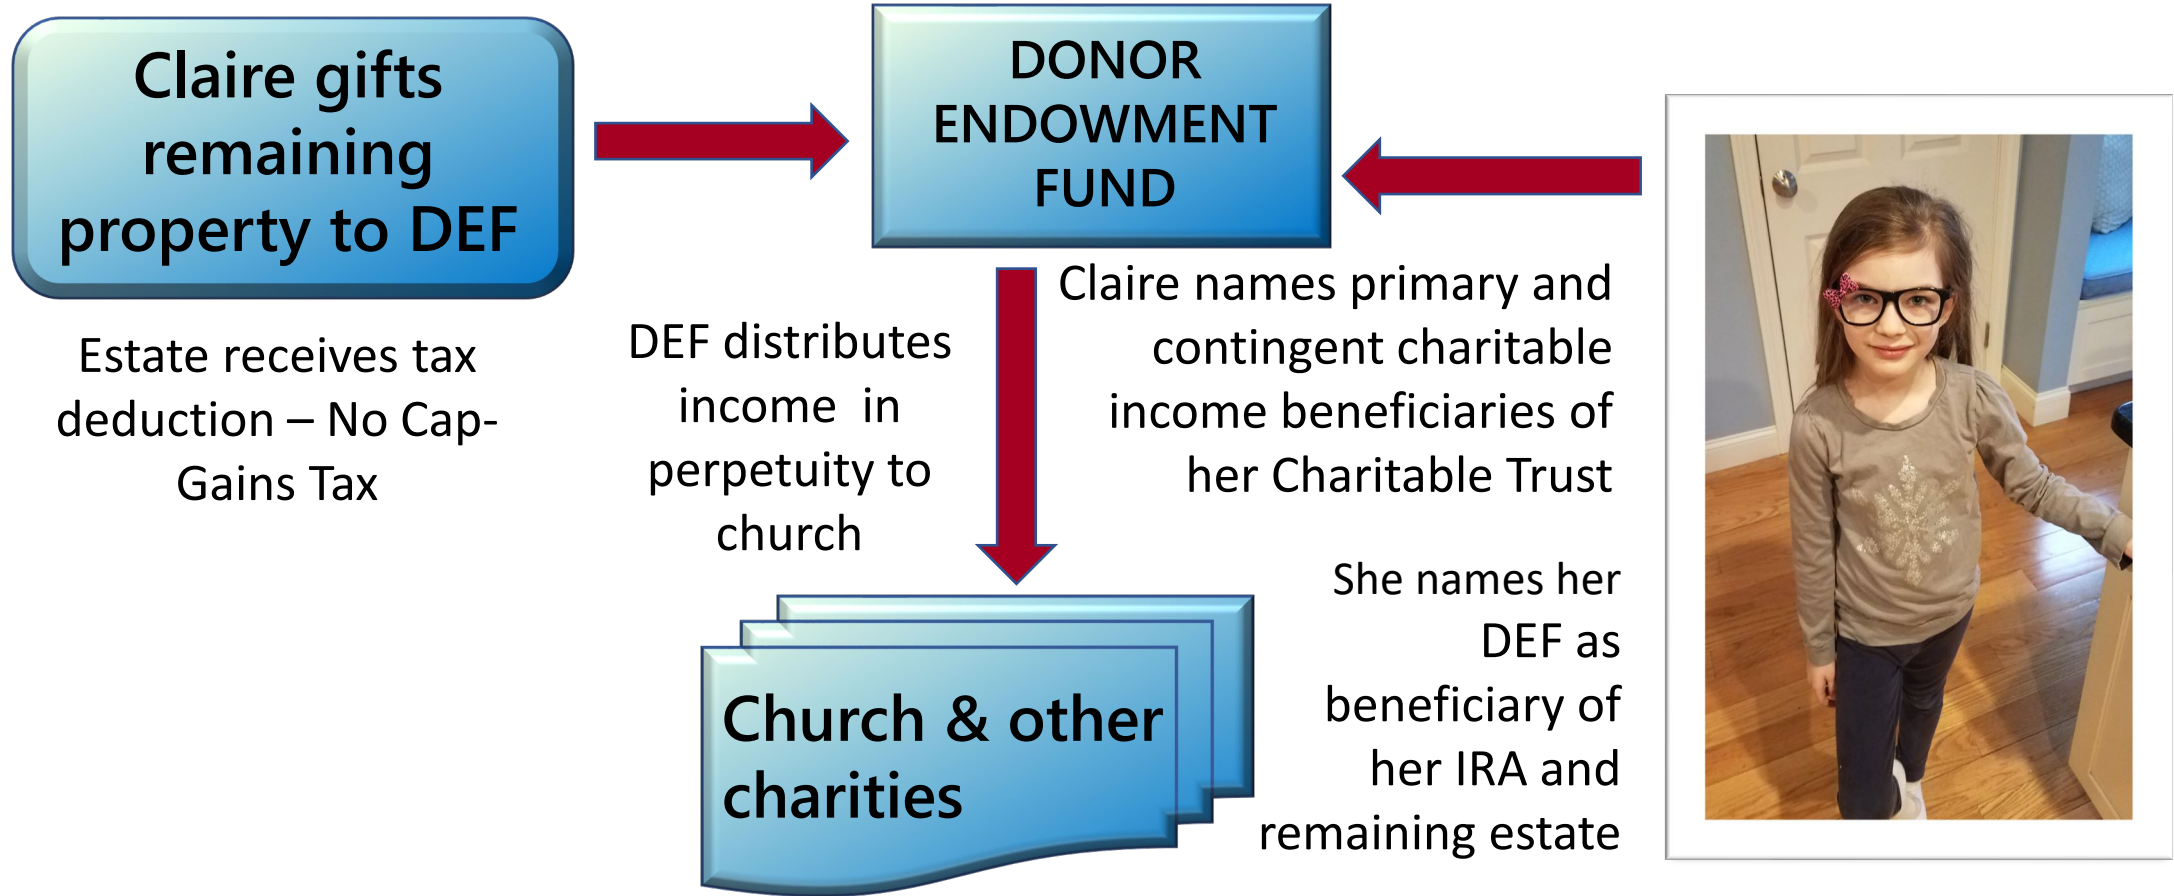 Claire gifts
remaining
property to DEF
Estate receives tax
deduction – No Cap-
Gains Tax
DONOR
ENDOWMENT
FUND
DEF distributes
income  in
perpetuity to
church
Claire names primary and
contingent charitable
income beneficiaries of
her Charitable Trust
She names her
DEF as
beneficiary of
her IRA and
remaining estate
Church & other
charities